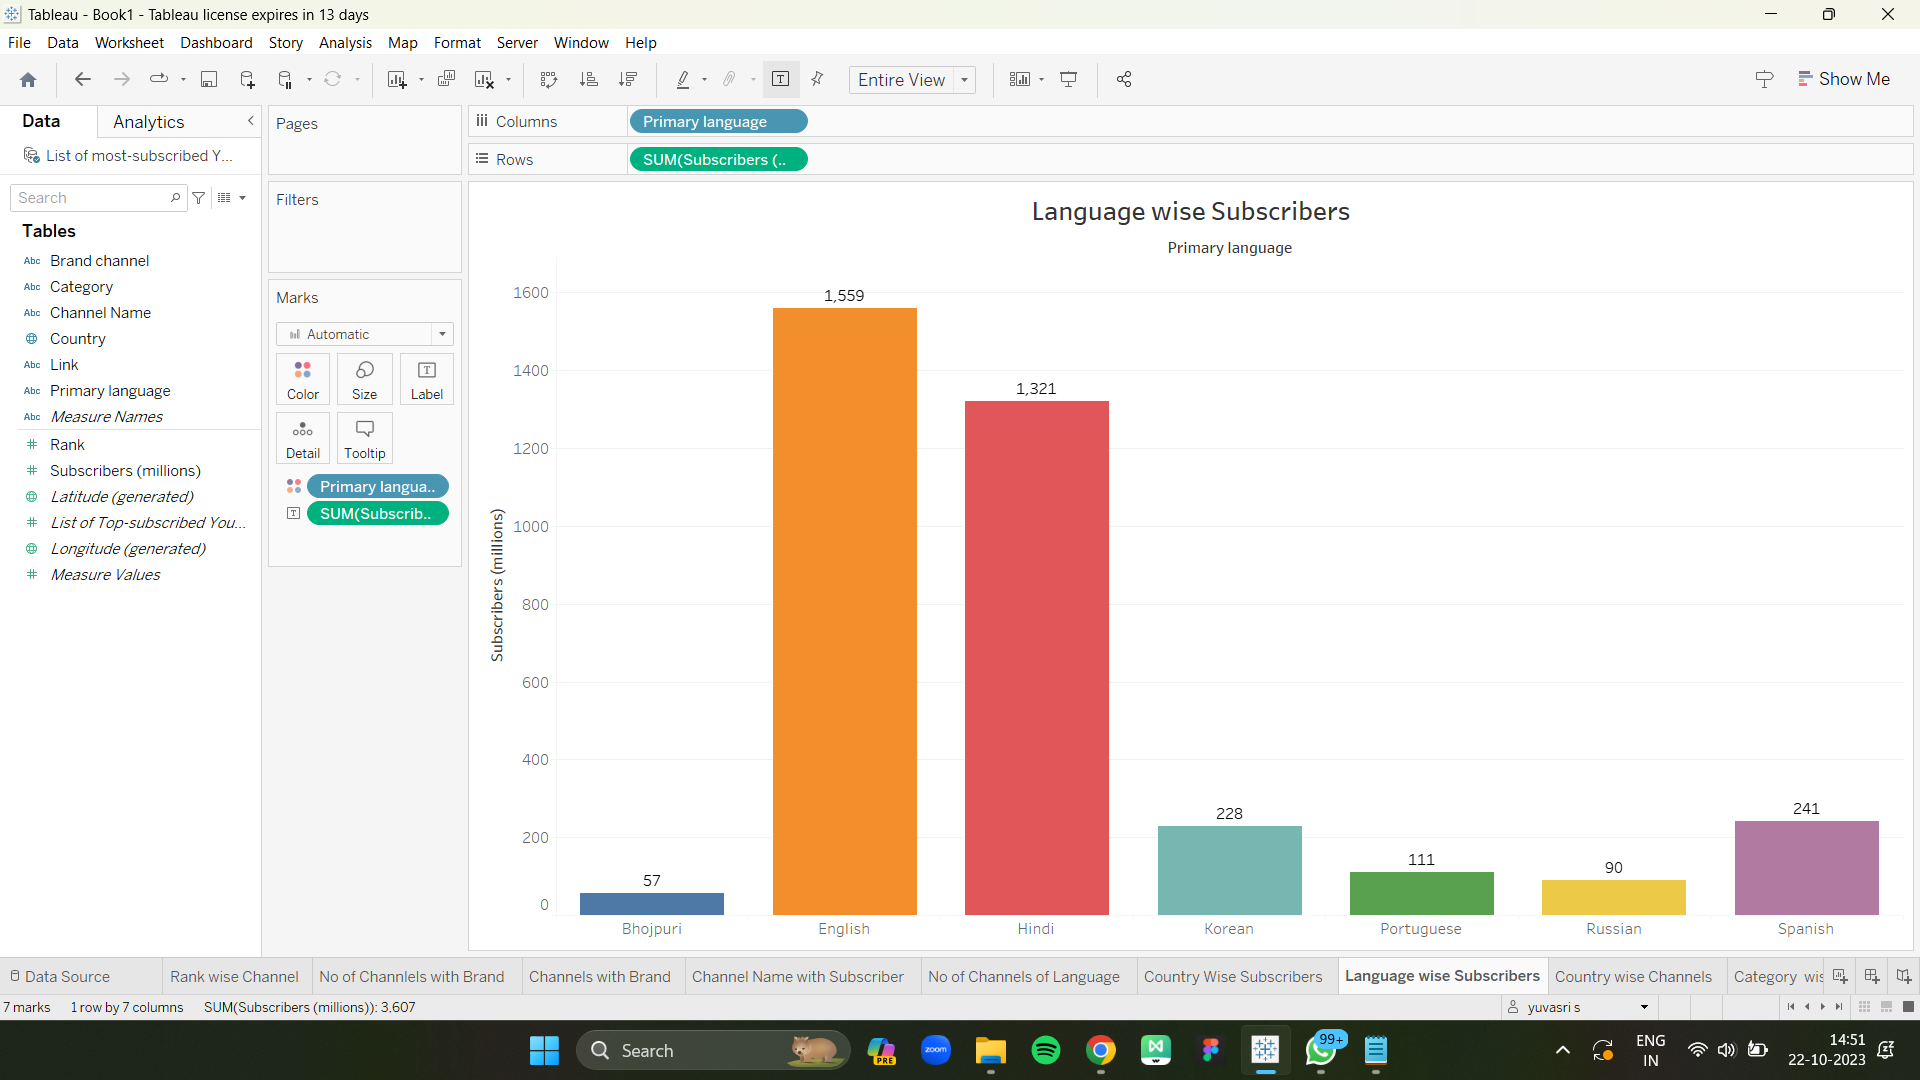 Tableau - Book1 - Tableau license expires in 13 days
File Data Worksheet Dashboard Story Analysis Map Format Server Window Help
Entire View
Show Me
Data Analytics
List of most-subscribed Y...
Search
Tables
Abc Brand channel
Abc Category
Abc Channel Name
Country
Abc Link
Abc Primary language
Abc Measure Names
# Rank
# Subscribers (millions)
Latitude (generated)
# List of Top-subscribed You...
Longitude (generated)
# Measure Values
Pages
Filters
Marks
Automatic
Color Size Label
Detail Tooltip
Primary langua..
SUM(Subscrib..
Columns Primary language
Rows SUM(Subscribers (..
Language wise Subscribers
Primary language
Subscribers (millions)
1600
1400
1200
1000
800
600
400
200
0
57
1,559
1,321
228
111
90
241
Bhojpuri English Hindi Korean Portuguese Russian Spanish
Data Source Rank wise Channel No of Channlels with Brand Channels with Brand Channel Name with Subscriber No of Channels of Language Country Wise Subscribers Language wise Subscribers Country wise Channels Category wis
7 marks 1 row by 7 columns SUM(Subscribers (millions)): 3,607
yuvasri s
Search
PRE
zoom
99+
ENG
IN
14:51
22-10-2023